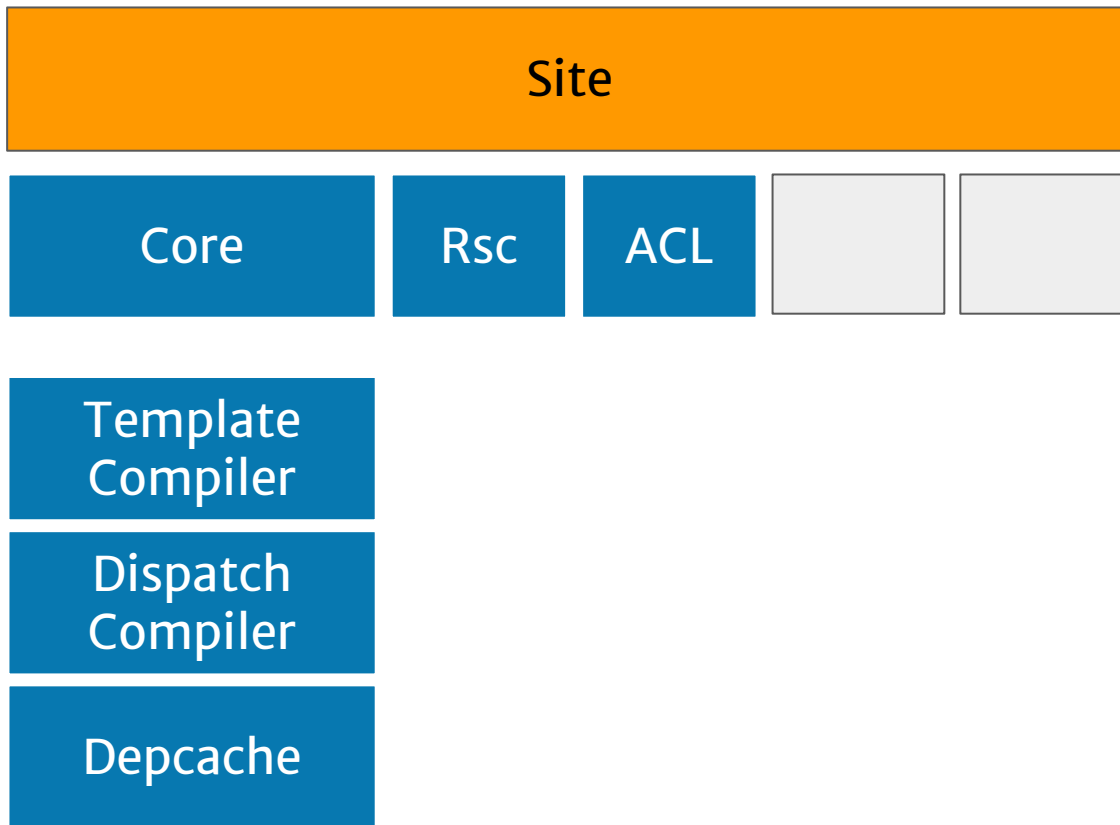 Site
Core
Rsc
ACL
Template
Compiler
Dispatch
Compiler
Depcache